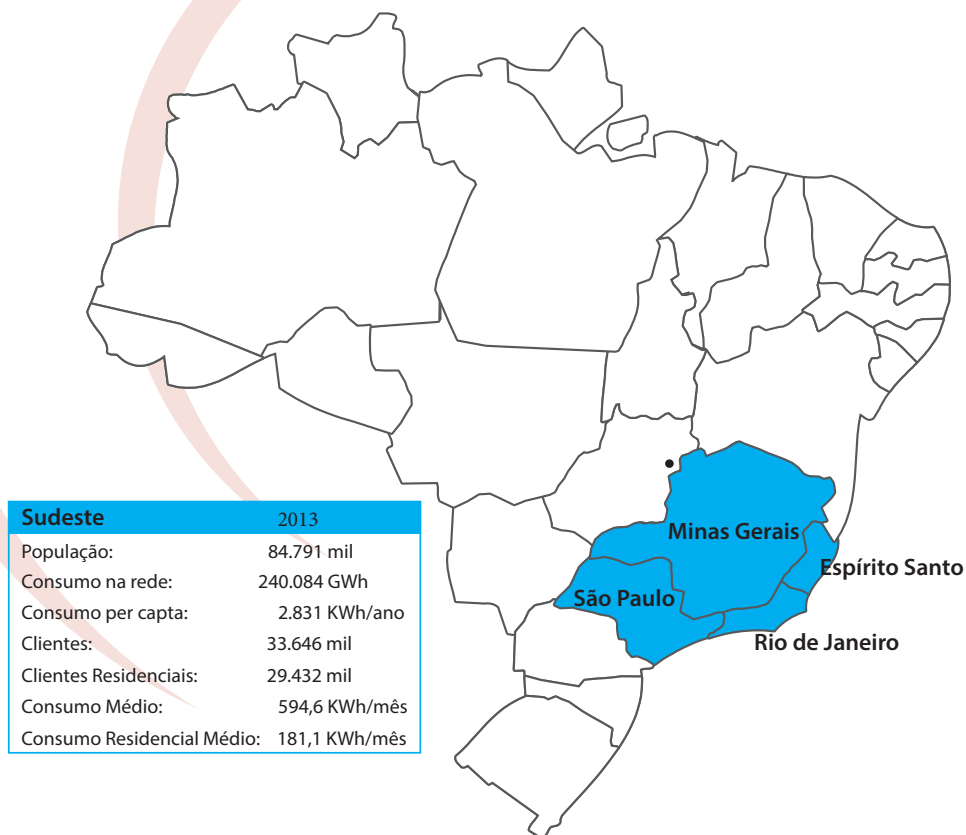 Sudeste 2013
População: 84.791 mil
Consumo na rede: 240.084 GWh
Consumo per capta: 2.831 KWh/ano
Clientes: 33.646 mil
Clientes Residenciais: 29.432 mil
Consumo Médio: 594,6 KWh/mês
Consumo Residencial Médio: 181,1 KWh/mês
Minas Gerais
Espírito Santo
São Paulo
Rio de Janeiro